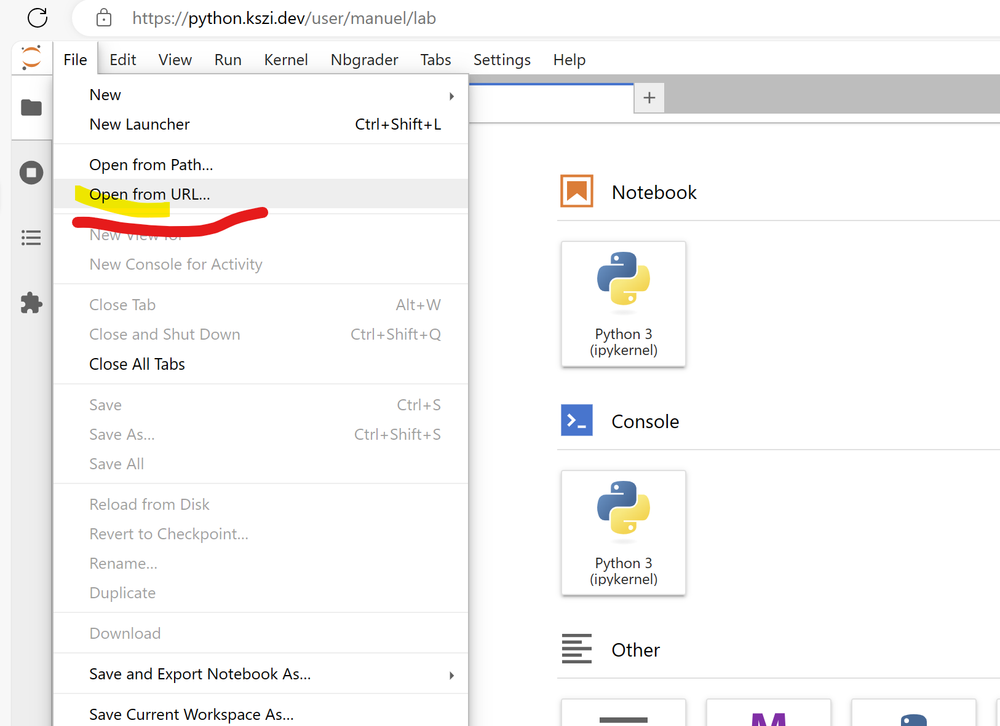 https://python.kszi.dev/user/manuel/lab
File Edit View Run Kernel Nbgrader Tabs Settings Help
New
New Launcher Ctrl+Shift+L
Open from Path...
Open from URL...
New View for
New Console for Activity
Close Tab Alt+W
Close and Shut Down Ctrl+Shift+Q
Close All Tabs
Save Ctrl+S
Save As... Ctrl+Shift+S
Save All
Reload from Disk
Revert to Checkpoint...
Rename...
Duplicate
Download
Save and Export Notebook As...
Save Current Workspace As...
Notebook
Python 3
(ipykernel)
Console
Python 3
(ipykernel)
Other
M